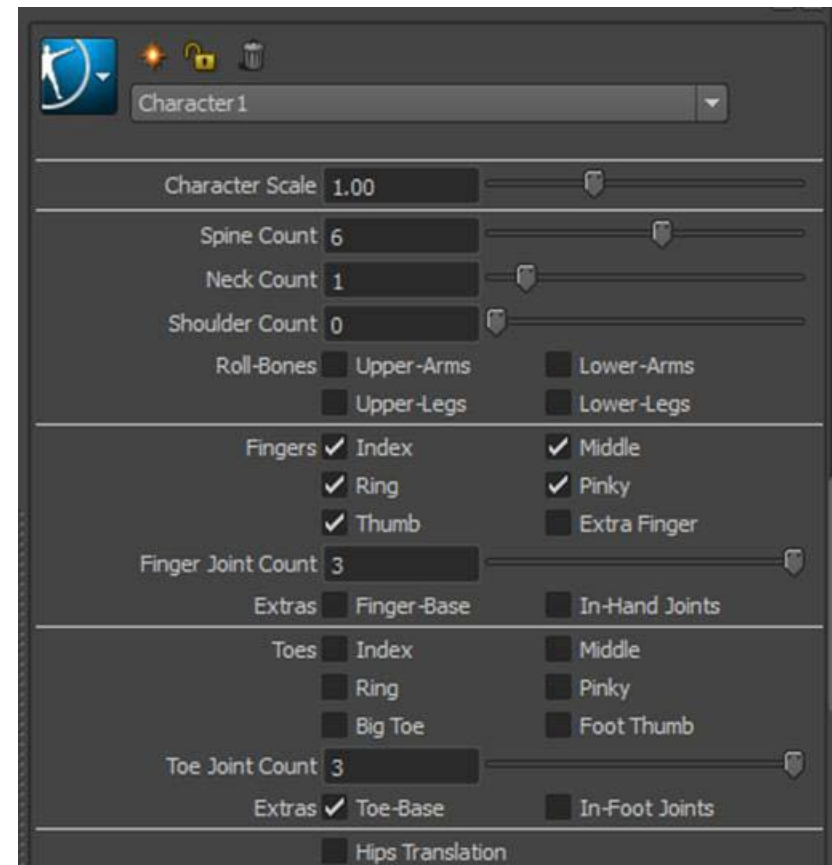 Character1
Character Scale 1.00
Spine Count 6
Neck Count 1
Shoulder Count 0
Roll-Bones Upper-Arms Lower-Arms
Upper-Legs Lower-Legs
Fingers Index Middle
Ring Pinky
Thumb Extra Finger
Finger Joint Count 3
Extras Finger-Base In-Hand Joints
Toes Index Middle
Ring Pinky
Big Toe Foot Thumb
Toe Joint Count 3
Extras Toe-Base In-Foot Joints
Hips Translation